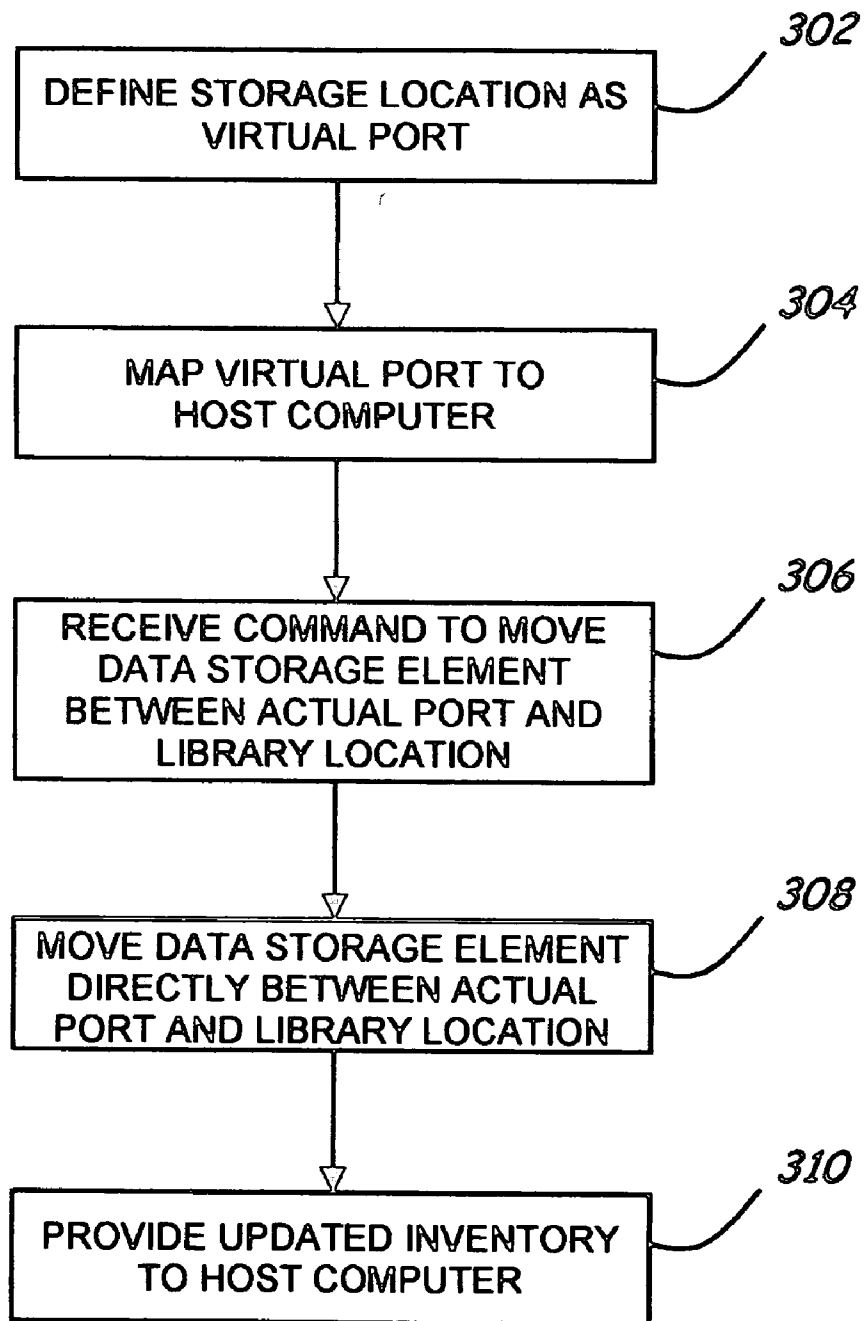 302
DEFINE STORAGE LOCATION AS
VIRTUAL PORT
304
MAP VIRTUAL PORT TO
HOST COMPUTER
306
RECEIVE COMMAND TO MOVE
DATA STORAGE ELEMENT
BETWEEN ACTUAL PORT AND
LIBRARY LOCATION
308
MOVE DATA STORAGE ELEMENT
DIRECTLY BETWEEN ACTUAL
PORT AND LIBRARY LOCATION
310
PROVIDE UPDATED INVENTORY
TO HOST COMPUTER